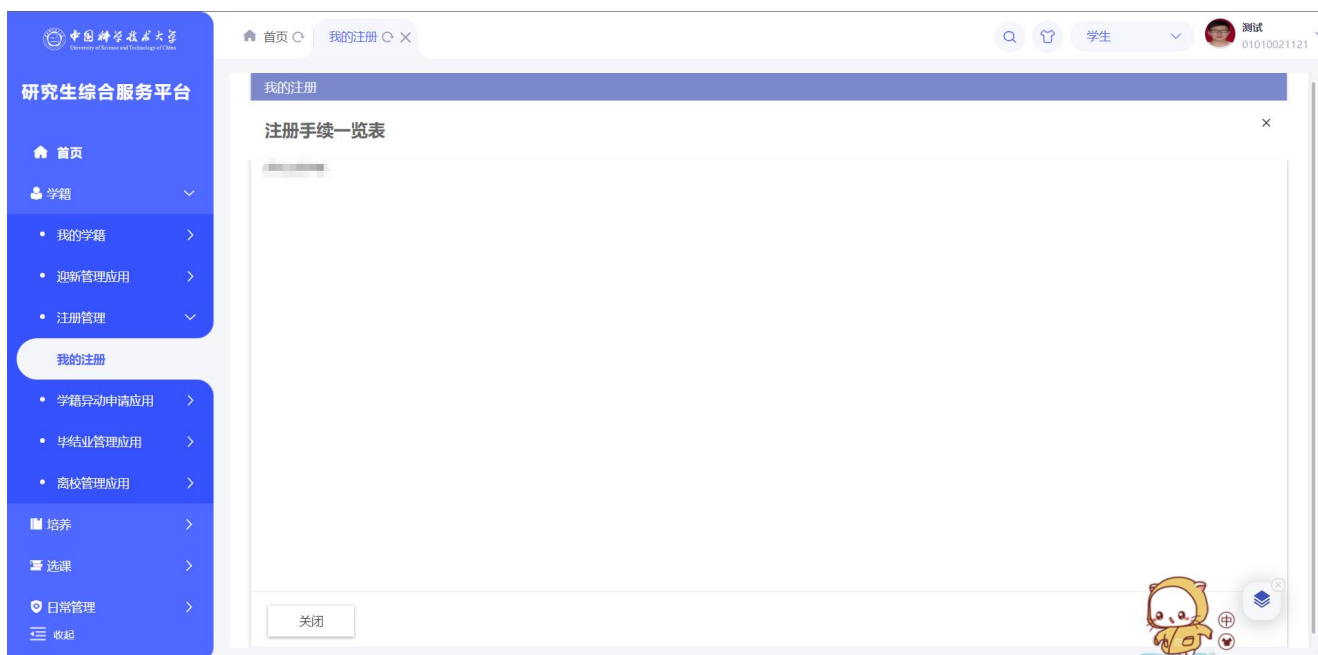 中国科学技术大学
University of Science and Technology of China
首页
我的注册
学生
测试
01010021121
研究生综合服务平台
我的注册
注册手续一览表
首页
学籍
我的学籍
迎新管理应用
注册管理
我的注册
学籍异动申请应用
毕结业管理应用
离校管理应用
培养
选课
日常管理
收起
关闭
中